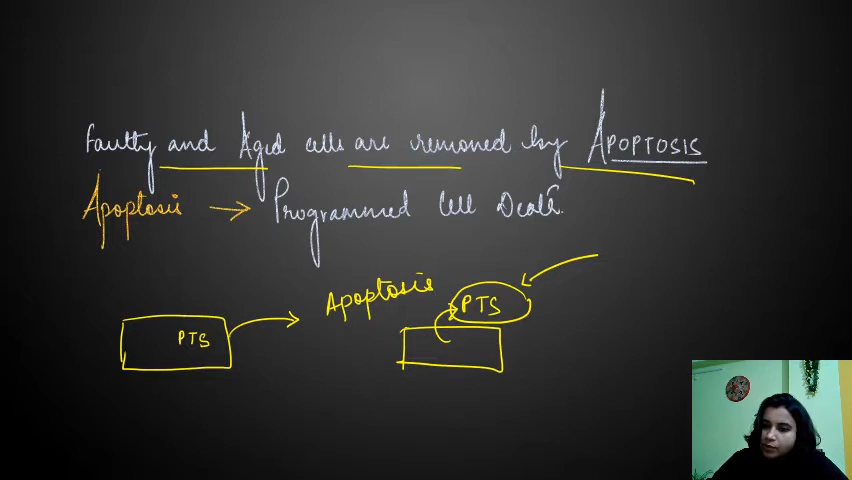 Faulty and Aged cells are removed by APOPTOSIS
Apoptosis → Programmed Cell Death.
Apoptosis
PTS
PTS